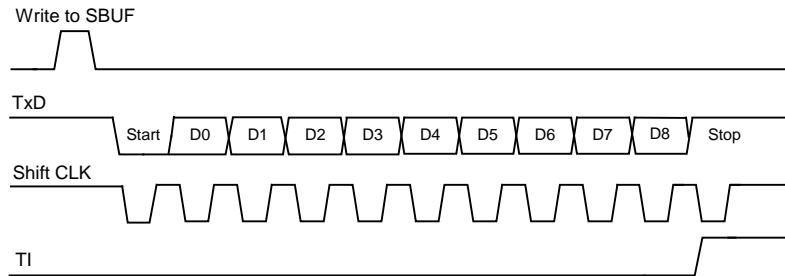 Write to SBUF
TxD
Start D0 D1 D2 D3 D4 D5 D6 D7 D8 Stop
Shift CLK
TI